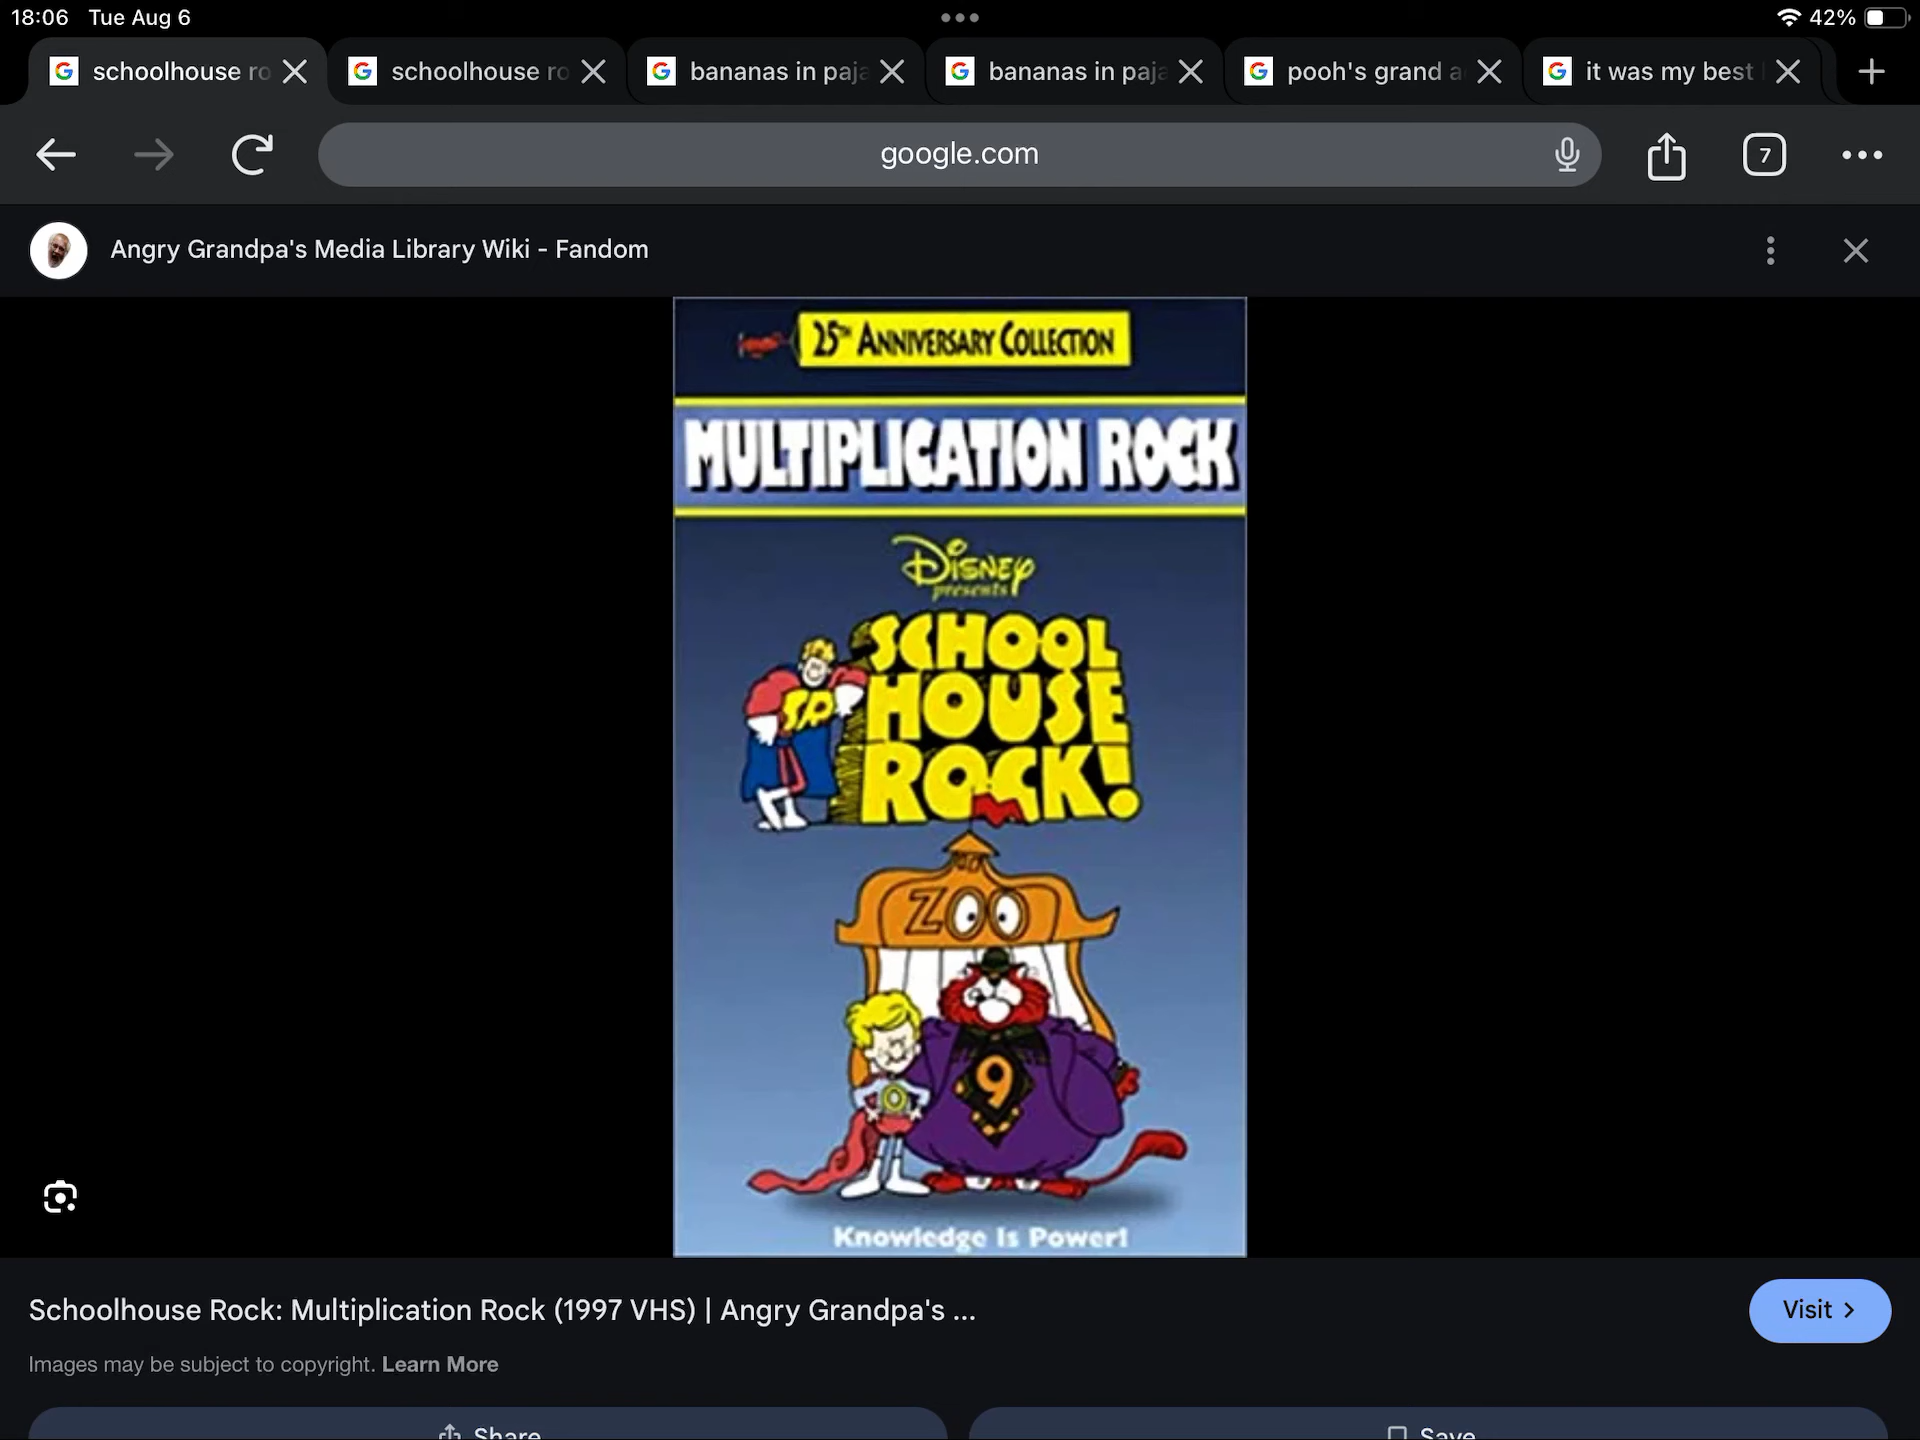 18:06 Tue Aug 6
42%
schoolhouse ro
schoolhouse ro
bananas in paja
bananas in paja
pooh's grand a
it was my best
google.com
7
Angry Grandpa's Media Library Wiki - Fandom
25TH ANNIVERSARY COLLECTION
MULTIPLICATION ROCK
DISNEY
presents
SCHOOL
HOUSE
ROCK!
SR
ZOO
9
0
Knowledge Is Power!
Schoolhouse Rock: Multiplication Rock (1997 VHS) | Angry Grandpa's ...
Visit
Images may be subject to copyright. Learn More
Share
Save